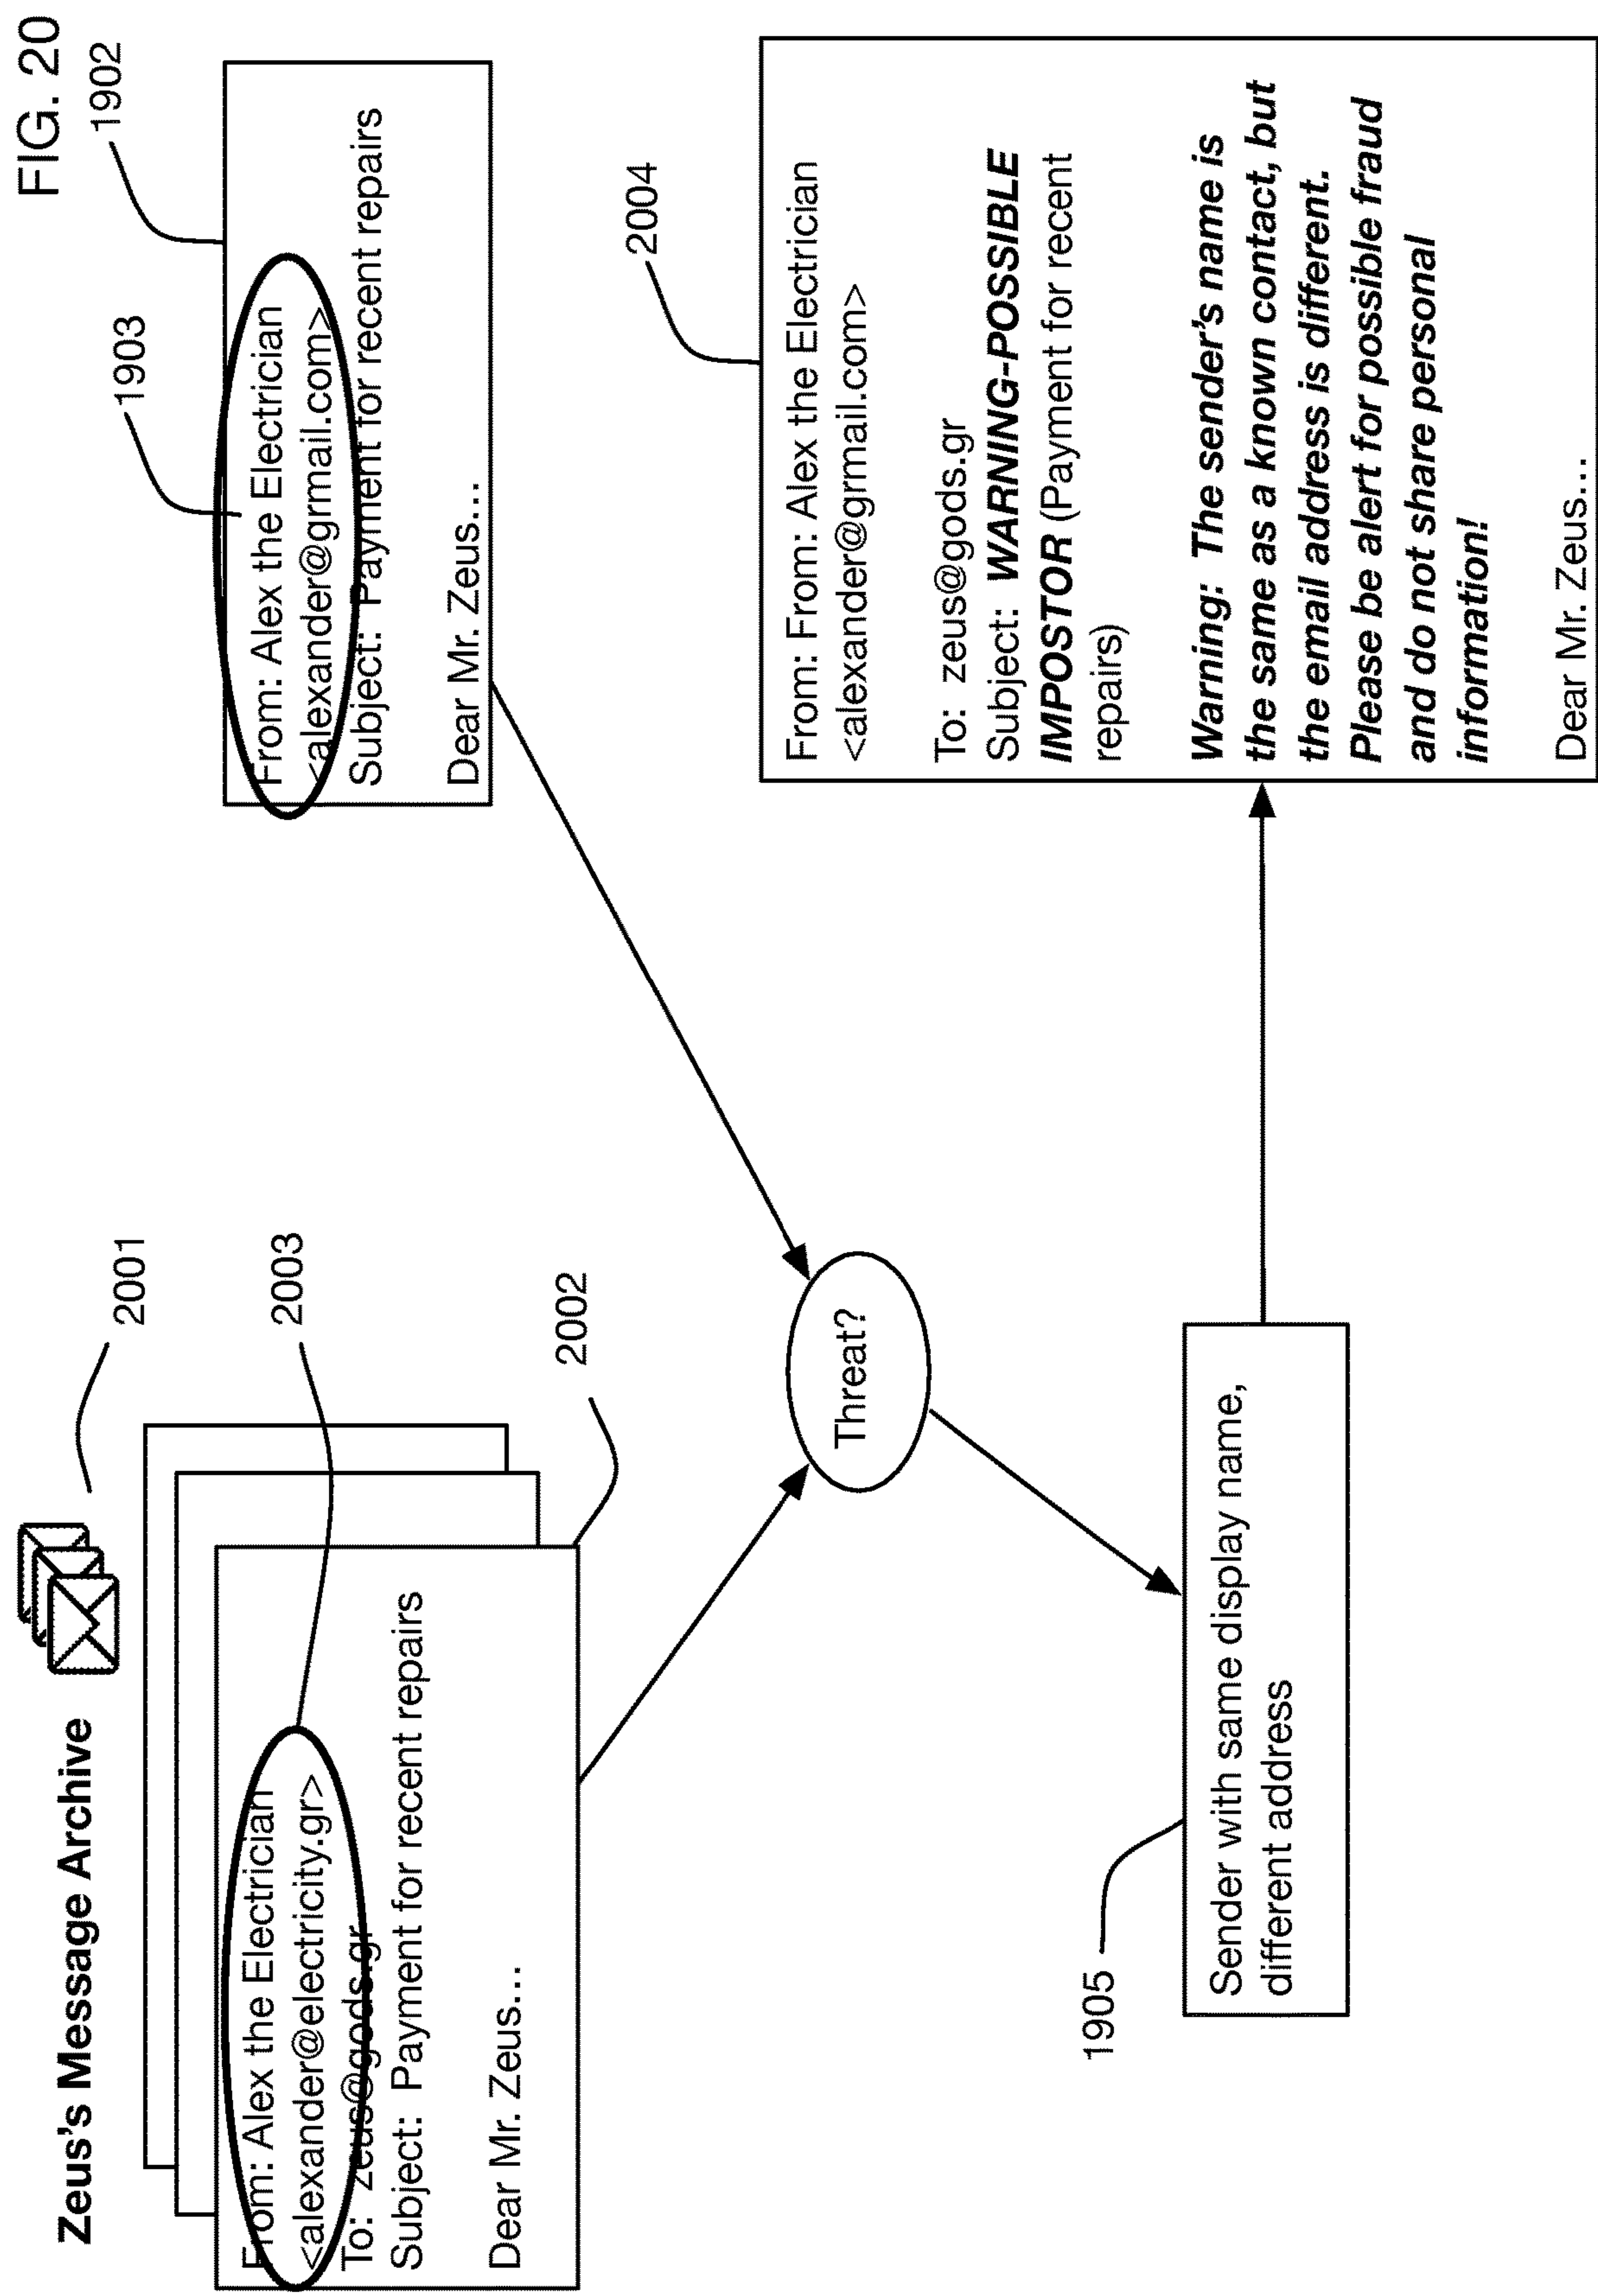 FIG. 20
Zeus's Message Archive
2001
From: Alex the Electrician
<alexander@electricity.gr>
To: zeus@gods.gr
Subject: Payment for recent repairs
Dear Mr. Zeus...
2003
2002
1903
1902
From: Alex the Electrician
<alexander@grmail.com>
Subject: Payment for recent repairs
Dear Mr. Zeus...
Threat?
1905
Sender with same display name,
different address
2004
From: From: Alex the Electrician
<alexander@grmail.com>
To: zeus@gods.gr
Subject: WARNING-POSSIBLE
IMPOSTOR (Payment for recent
repairs)
Warning: The sender's name is
the same as a known contact, but
the email address is different.
Please be alert for possible fraud
and do not share personal
information!
Dear Mr. Zeus...